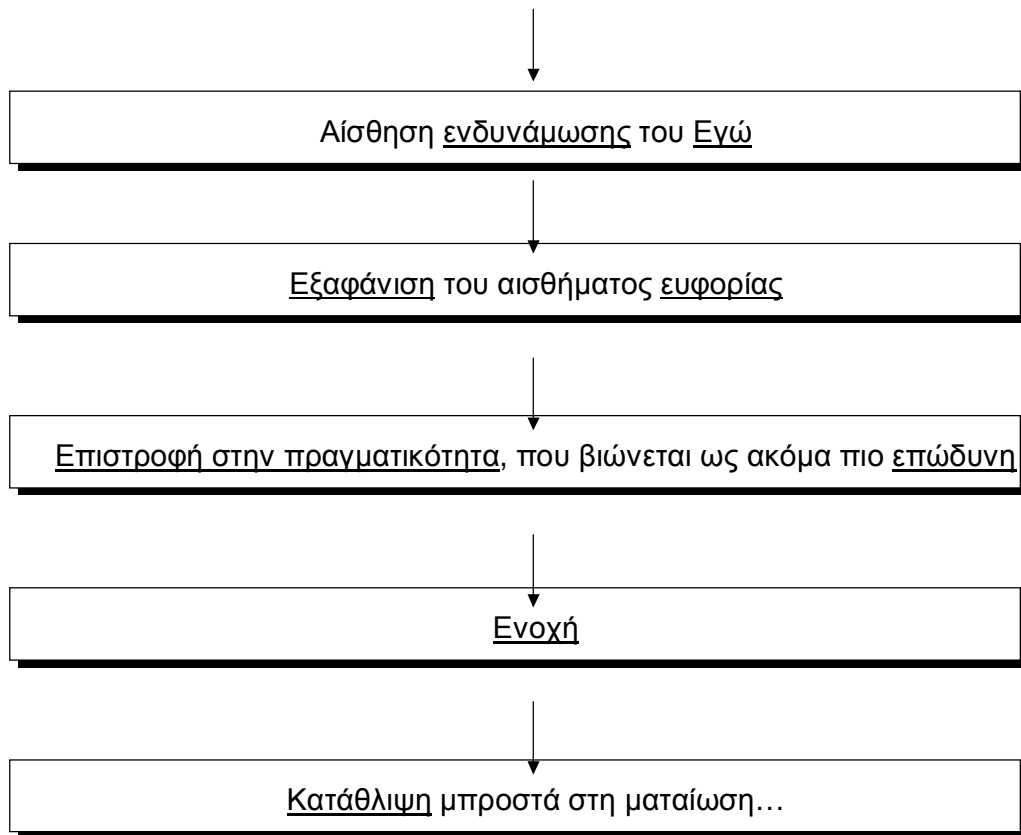 Αίσθηση ενδυνάμωσης του Εγώ
Εξαφάνιση του αισθήματος ευφορίας
Επιστροφή στην πραγματικότητα, που βιώνεται ως ακόμα πιο επώδυνη
Ενοχή
Κατάθλιψη μπροστά στη ματαίωση…